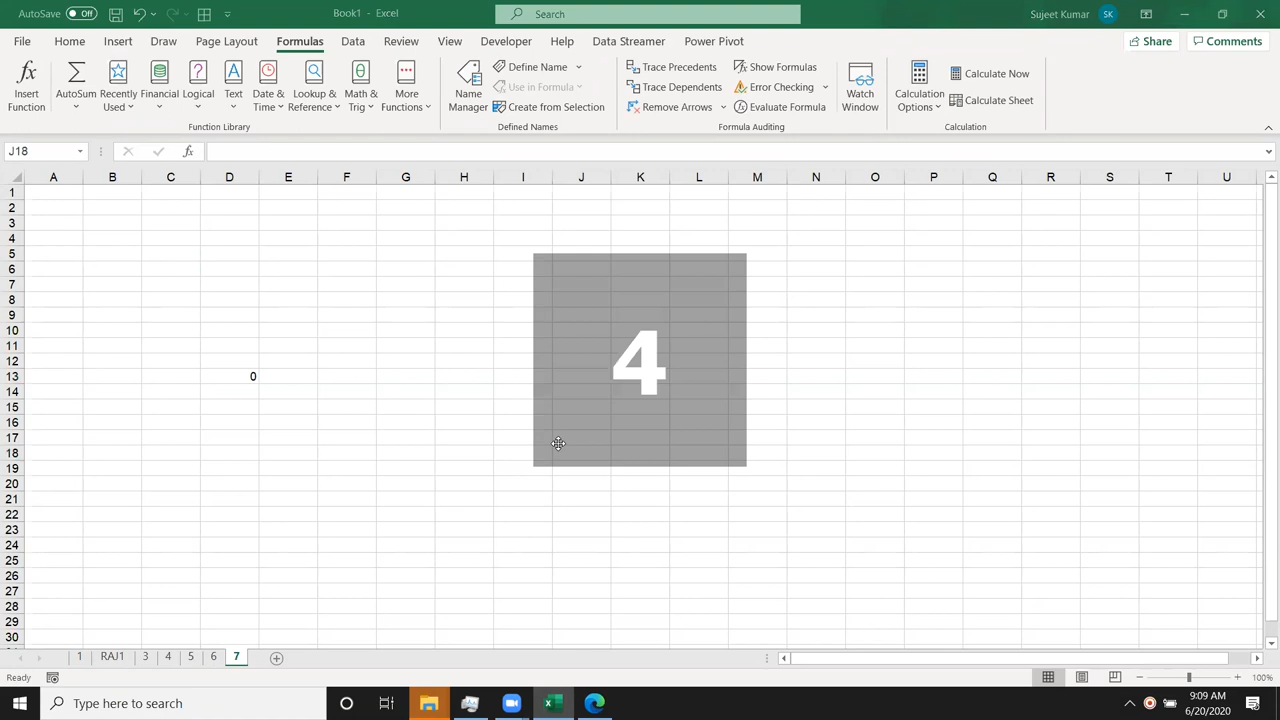 AutoSave Off Book1 - Excel Search Sujeet Kumar SK
File Home Insert Draw Page Layout Formulas Data Review View Developer Help Data Streamer Power Pivot Share Comments
Insert Function AutoSum Recently Used Financial Logical Text Date & Time Lookup & Reference Math & Trig More Functions
Function Library
Name Manager Define Name Use in Formula Create from Selection
Defined Names
Trace Precedents Trace Dependents Remove Arrows Show Formulas Error Checking Evaluate Formula Watch Window
Formula Auditing
Calculation Options Calculate Now Calculate Sheet
Calculation
J18 fx
A B C D E F G H I J K L M N O P Q R S T U
1
2
3
4
5
6
7
8
9
10
11
12
13 0
14
15
16
17
18
19
20
21
22
23
24
25
26
27
28
29
30
4
1 RAJ1 3 4 5 6 7
Ready 100%
Type here to search 9:09 AM
6/20/2020